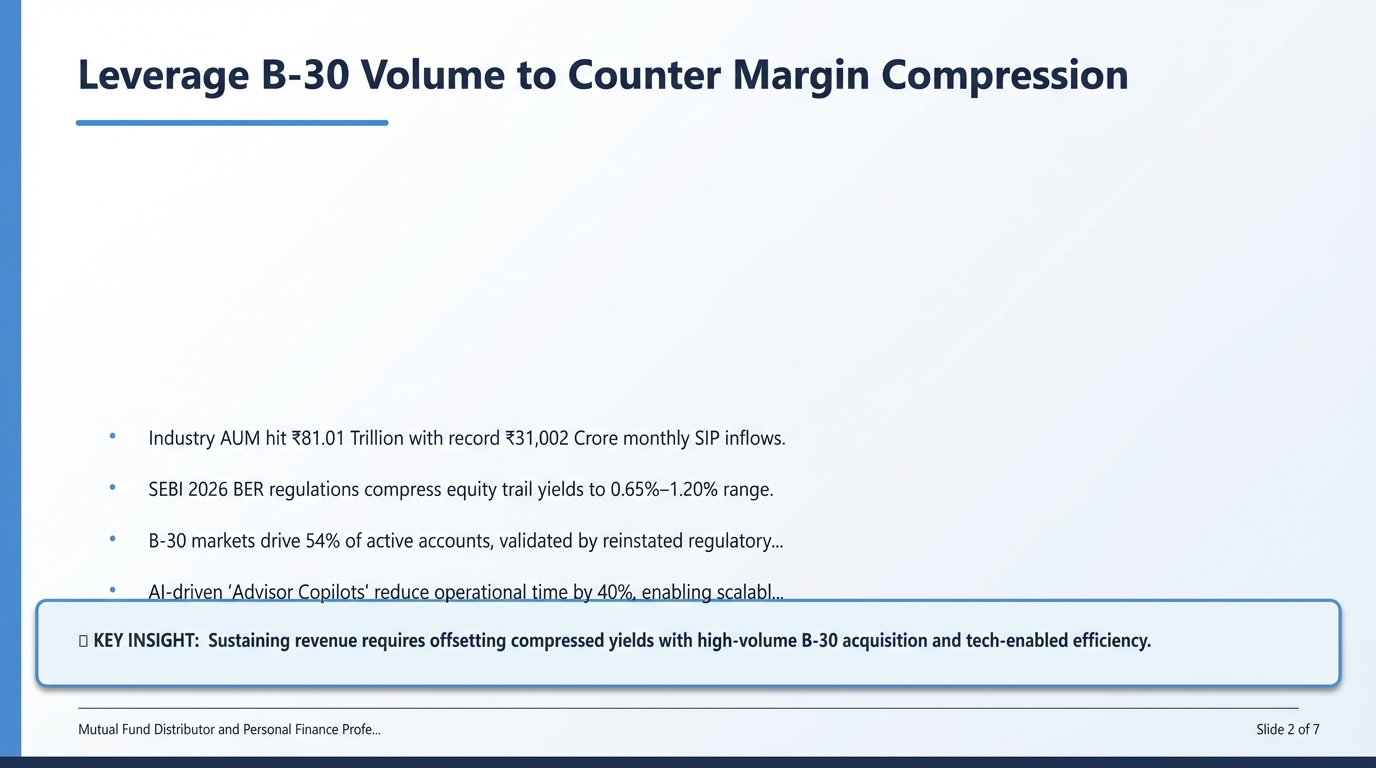 Leverage B-30 Volume to Counter Margin Compression
• Industry AUM hit ₹81.01 Trillion with record ₹31,002 Crore monthly SIP inflows.
• SEBI 2026 BER regulations compress equity trail yields to 0.65%–1.20% range.
• B-30 markets drive 54% of active accounts, validated by reinstated regulatory...
• AI-driven ‘Advisor Copilots’ reduce operational time by 40%, enabling scalabl...
KEY INSIGHT: Sustaining revenue requires offsetting compressed yields with high-volume B-30 acquisition and tech-enabled efficiency.
Mutual Fund Distributor and Personal Finance Profe...
Slide 2 of 7